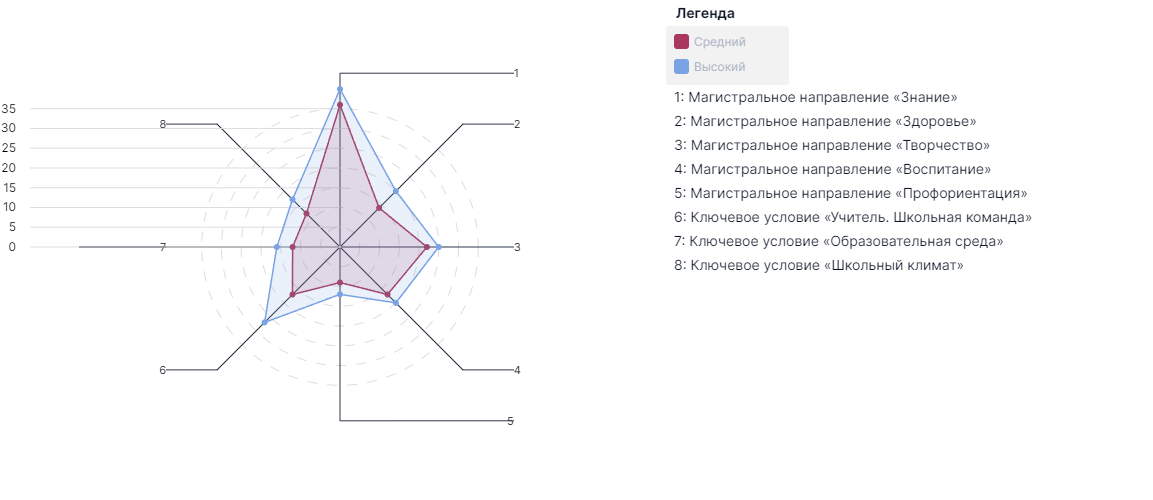 Легенда
Средний
Высокий
1: Магистральное направление «Знание»
2: Магистральное направление «Здоровье»
3: Магистральное направление «Творчество»
4: Магистральное направление «Воспитание»
5: Магистральное направление «Профориентация»
6: Ключевое условие «Учитель. Школьная команда»
7: Ключевое условие «Образовательная среда»
8: Ключевое условие «Школьный климат»
35
30
25
20
15
10
5
0
1
2
3
4
5
6
7
8